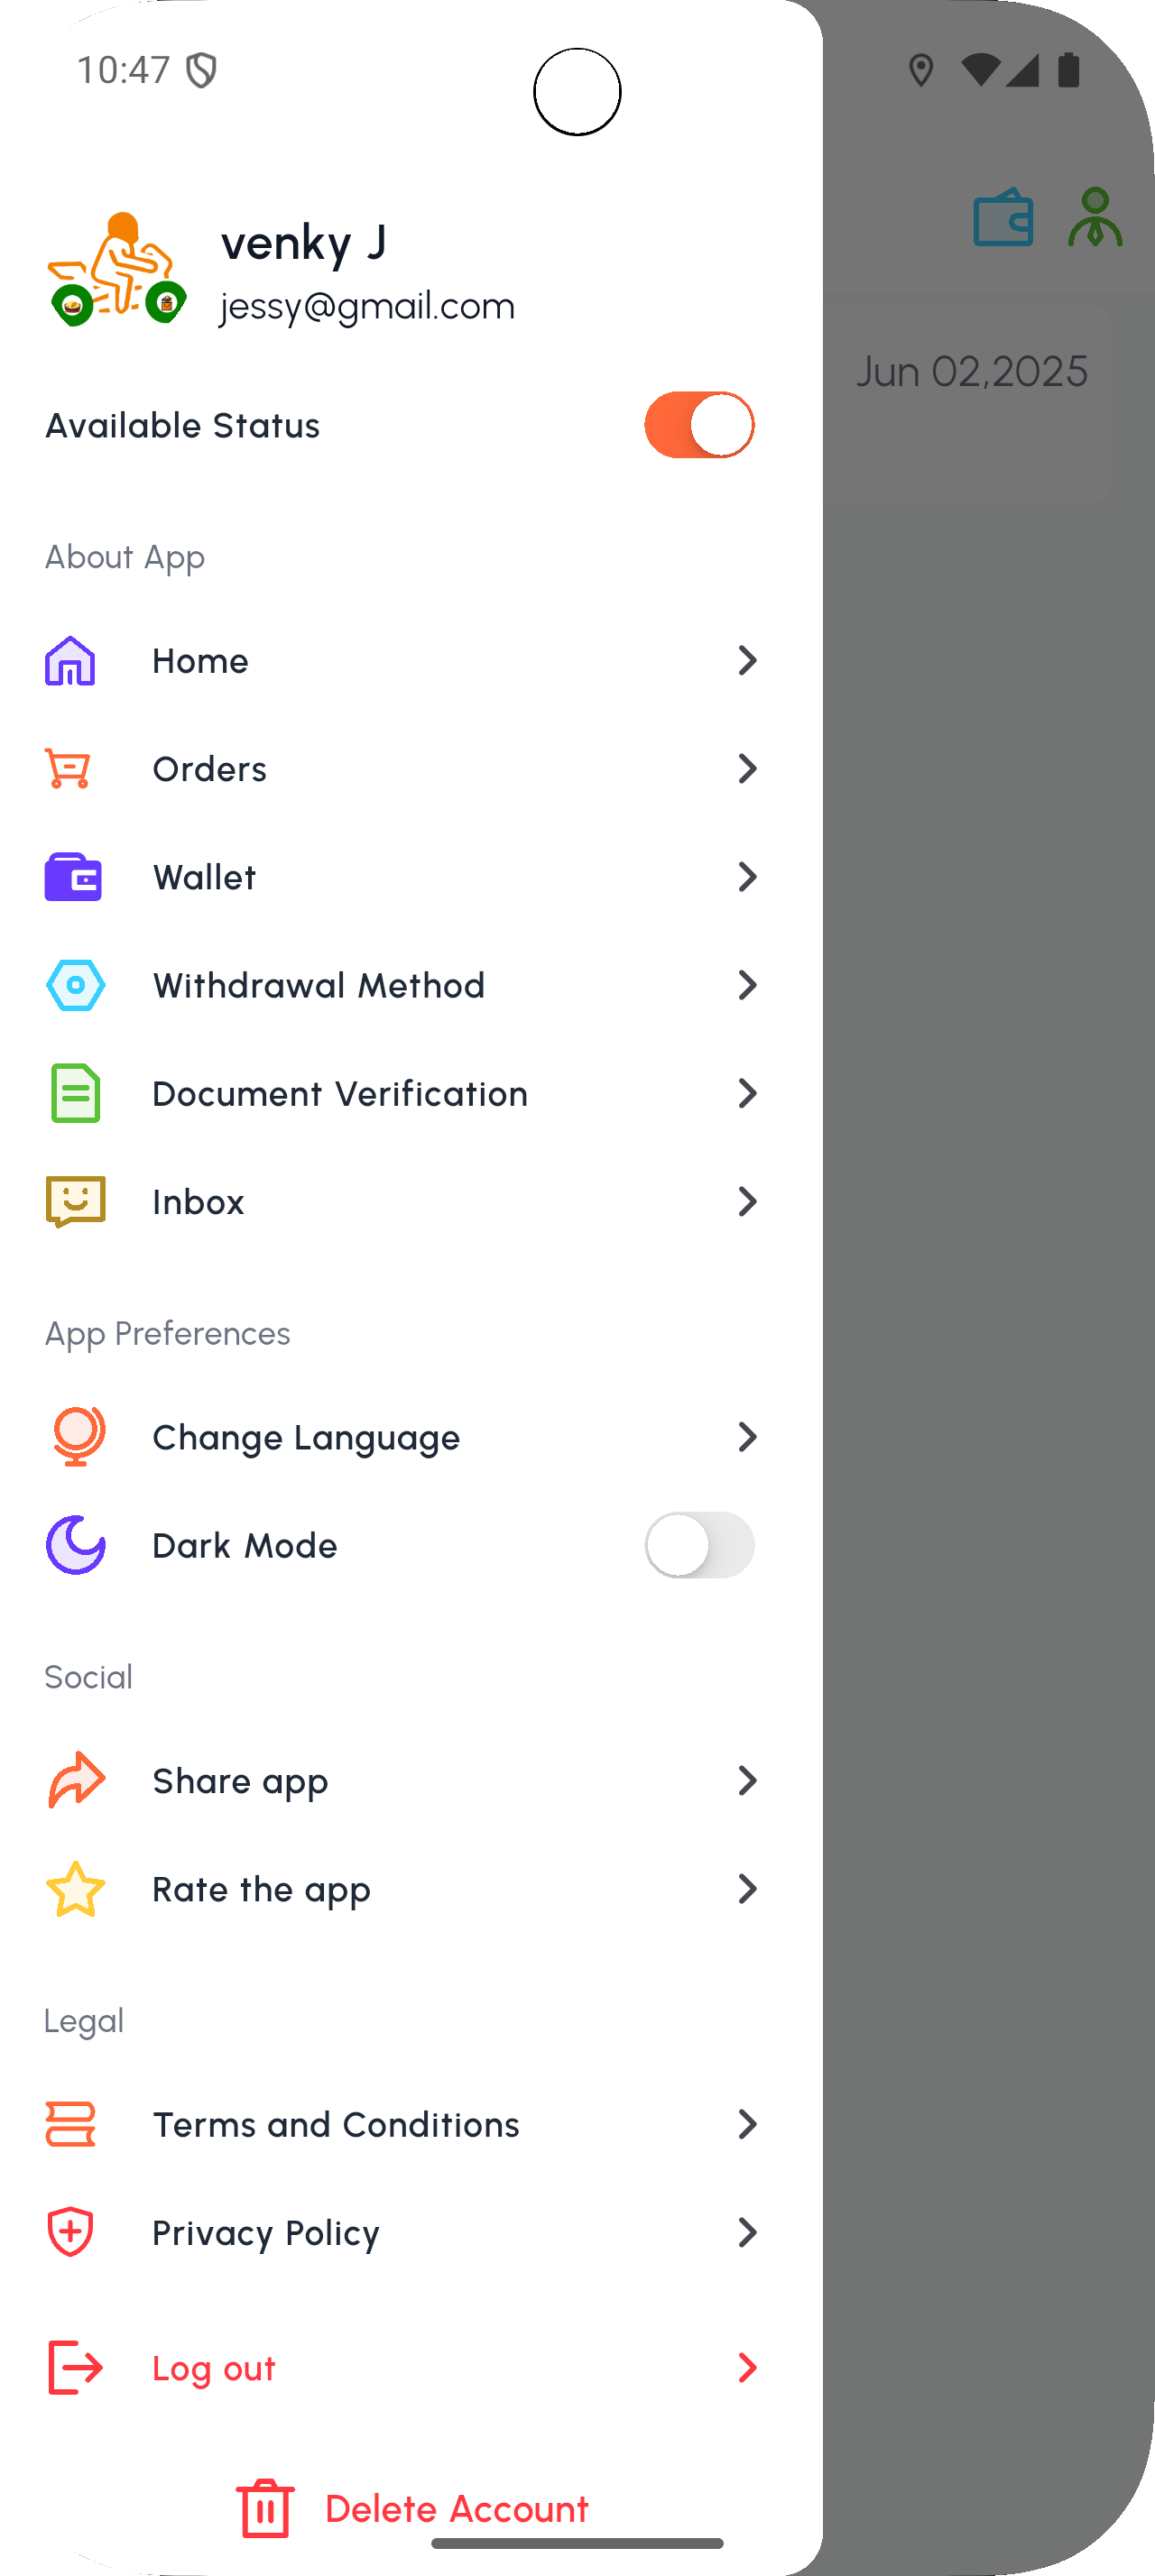 10:47
venky J
jessy@gmail.com
Jun 02,2025
Available Status
About App
Home
Orders
Wallet
Withdrawal Method
Document Verification
Inbox
App Preferences
Change Language
Dark Mode
Social
Share app
Rate the app
Legal
Terms and Conditions
Privacy Policy
Log out
Delete Account